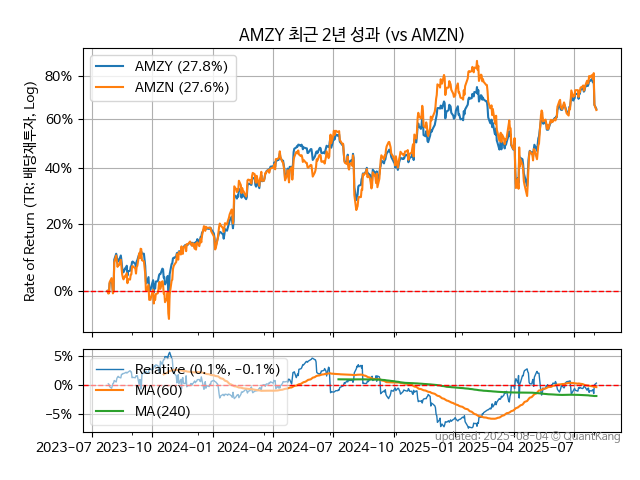 AMZY 최근 2년 성과 (vs AMZN)
Rate of Return (TR: 배당재투자, Log)
80%
60%
40%
20%
0%
AMZY (27.8%)
AMZN (27.6%)
5%
0%
−5%
Relative (0.1%, −0.1%)
MA(60)
MA(240)
2023-07 2023-10 2024-01 2024-04 2024-07 2024-10 2025-01 2025-04 2025-07
updated: 2025-08-04 © QuantKang